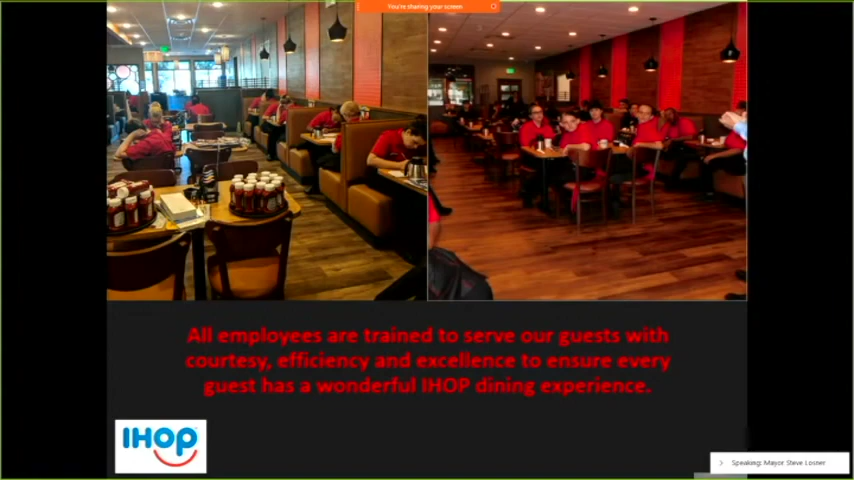 You're sharing your screen
All employees are trained to serve our guests with
courtesy, efficiency and excellence to ensure every
guest has a wonderful IHOP dining experience.
IHOP
Speaking: Mayor Steve Losner